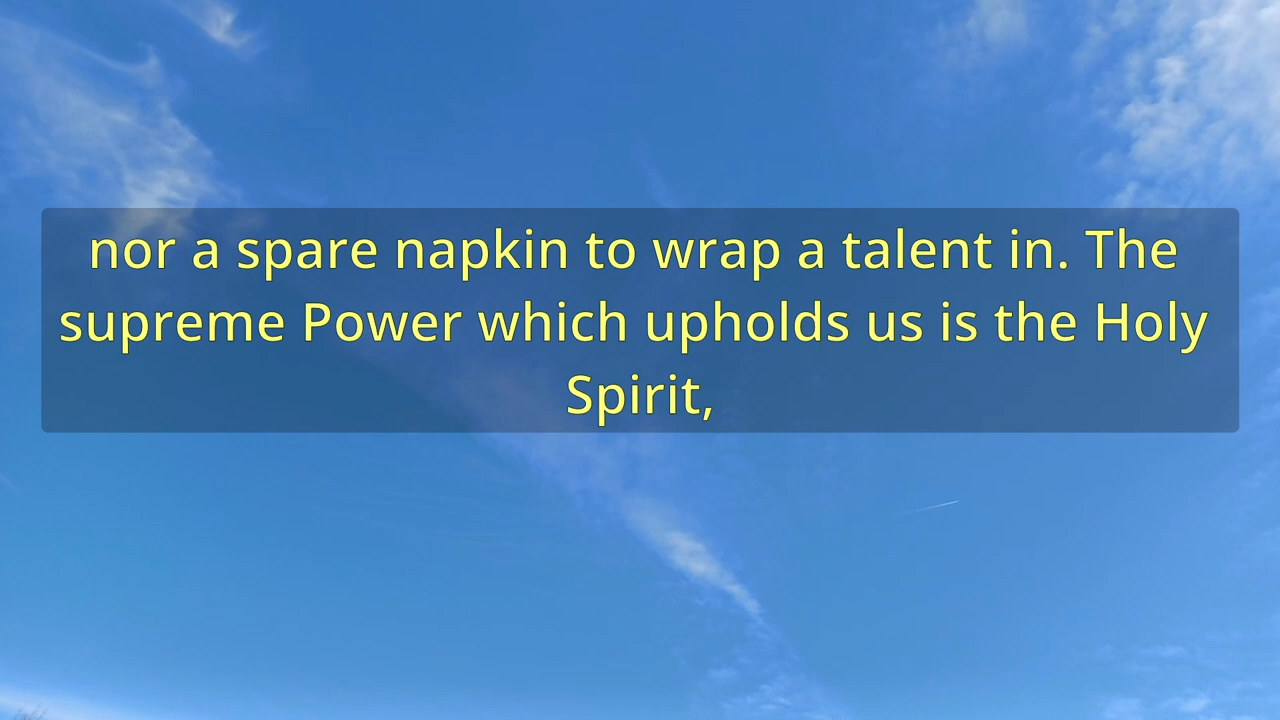 nor a spare napkin to wrap a talent in. The
supreme Power which upholds us is the Holy
Spirit,